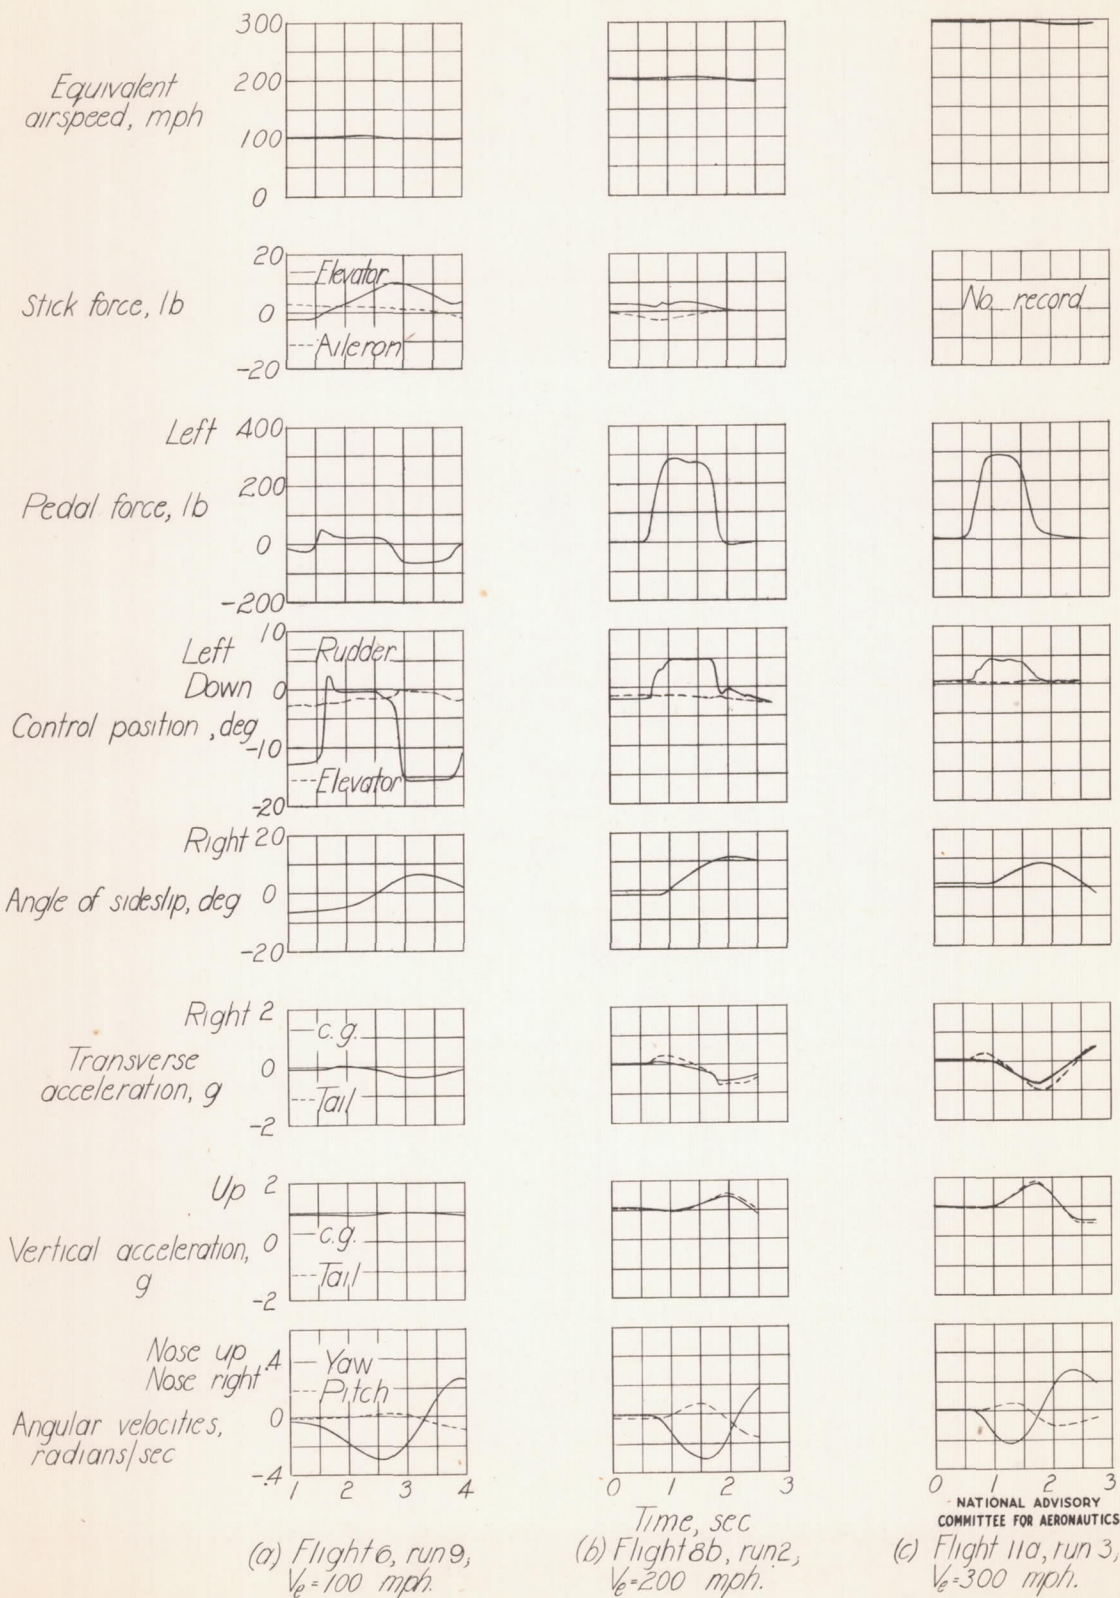 300
200
100
0
Equivalent
airspeed, mph
20
0
-20
Elevator
Aileron
Stick force, lb
No record
Left 400
200
0
-200
Pedal force, lb
10
Left
Down 0
-10
-20
Rudder
Elevator
Control position, deg
Right 20
0
-20
Angle of sideslip, deg
Right 2
0
-2
c.g.
Tail
Transverse
acceleration, g
Up 2
0
-2
c.g.
Tail
Vertical acceleration,
g
Nose up
Nose right .4
0
-.4
Yaw
Pitch
Angular velocities,
radians/sec
1 2 3 4
0 1 2 3
0 1 2 3
Time, sec
NATIONAL ADVISORY
COMMITTEE FOR AERONAUTICS
(a) Flight 6, run 9,
Ve=100 mph.
(b) Flight 8b, run 2,
Ve=200 mph.
(c) Flight 11a, run 3,
Ve=300 mph.